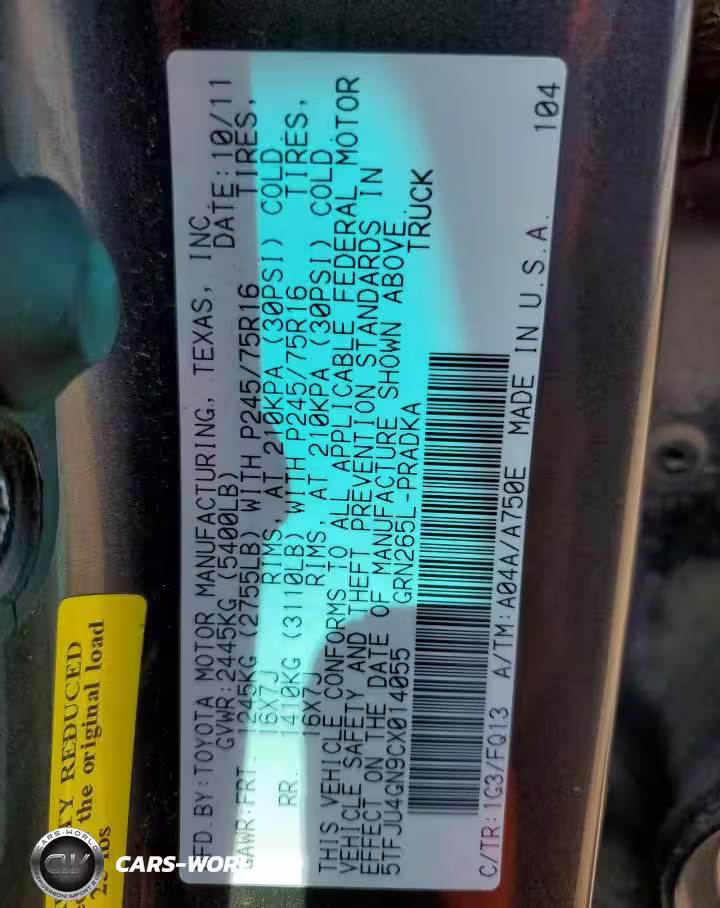 MFD.BY:TOYOTA MOTOR MANUFACTURING, TEXAS, INC.
GVWR:2445KG (5400LB) DATE:10/11
GAWR:FRT. 1245KG (2755LB) WITH P245/75R16 TIRES,
16X7J RIMS, AT 210KPA (30PSI) COLD
RR. 1410KG (3110LB) WITH P245/75R16 TIRES,
16X7J RIMS, AT 210KPA (30PSI) COLD
THIS VEHICLE CONFORMS TO ALL APPLICABLE FEDERAL MOTOR
VEHICLE SAFETY AND THEFT PREVENTION STANDARDS IN
EFFECT ON THE DATE OF MANUFACTURE SHOWN ABOVE.
5TFJU4GN9CX014055 GRN265L-PRADKA TRUCK
C/TR:1G3/FQ13 A/TM:A04A/A750E MADE IN U.S.A. 104
REDUCED
the original load
lbs
CARS-WORLD
CW
CARS-WOR